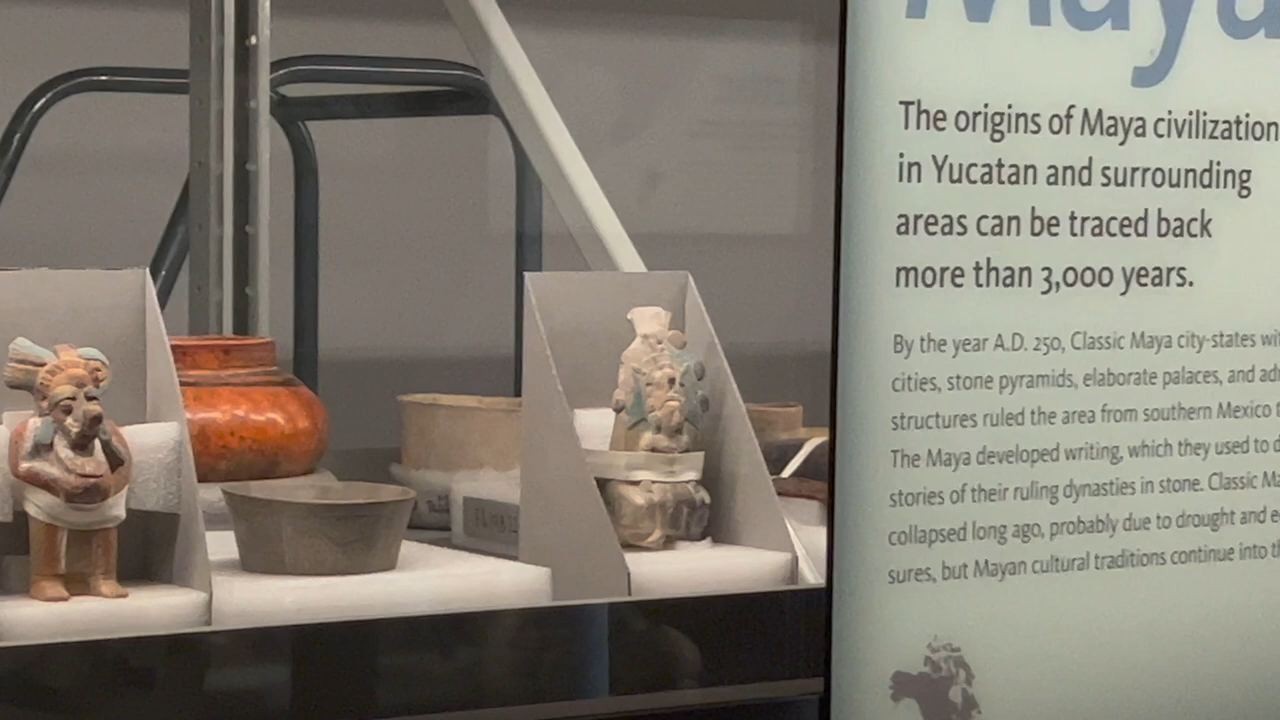 Maya
The origins of Maya civilization
in Yucatan and surrounding
areas can be traced back
more than 3,000 years.
By the year A.D. 250, Classic Maya city-states
cities, stone pyramids, elaborate palaces, and
structures ruled the area from southern Mexico
The Maya developed writing, which they used to
stories of their ruling dynasties in stone. Classic
collapsed long ago, probably due to drought and
sures, but Mayan cultural traditions continue into